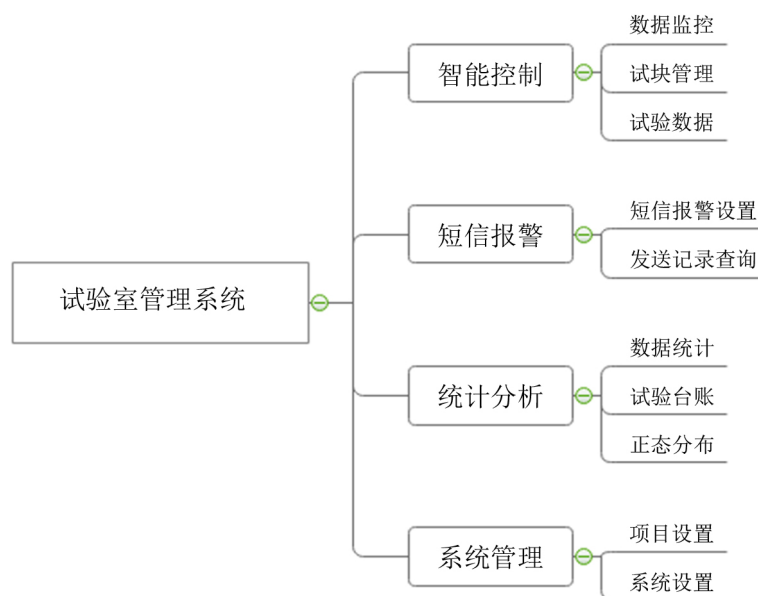 试验室管理系统
智能控制
数据监控
试块管理
试验数据
短信报警
短信报警设置
发送记录查询
统计分析
数据统计
试验台账
正态分布
系统管理
项目设置
系统设置